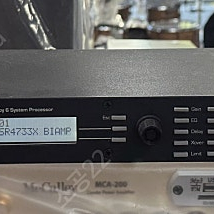 & System Processor
01
SR4733X BIAMP
Esc
Gain
EQ
Delay
Xover
Limit
McCauley
MCA-200